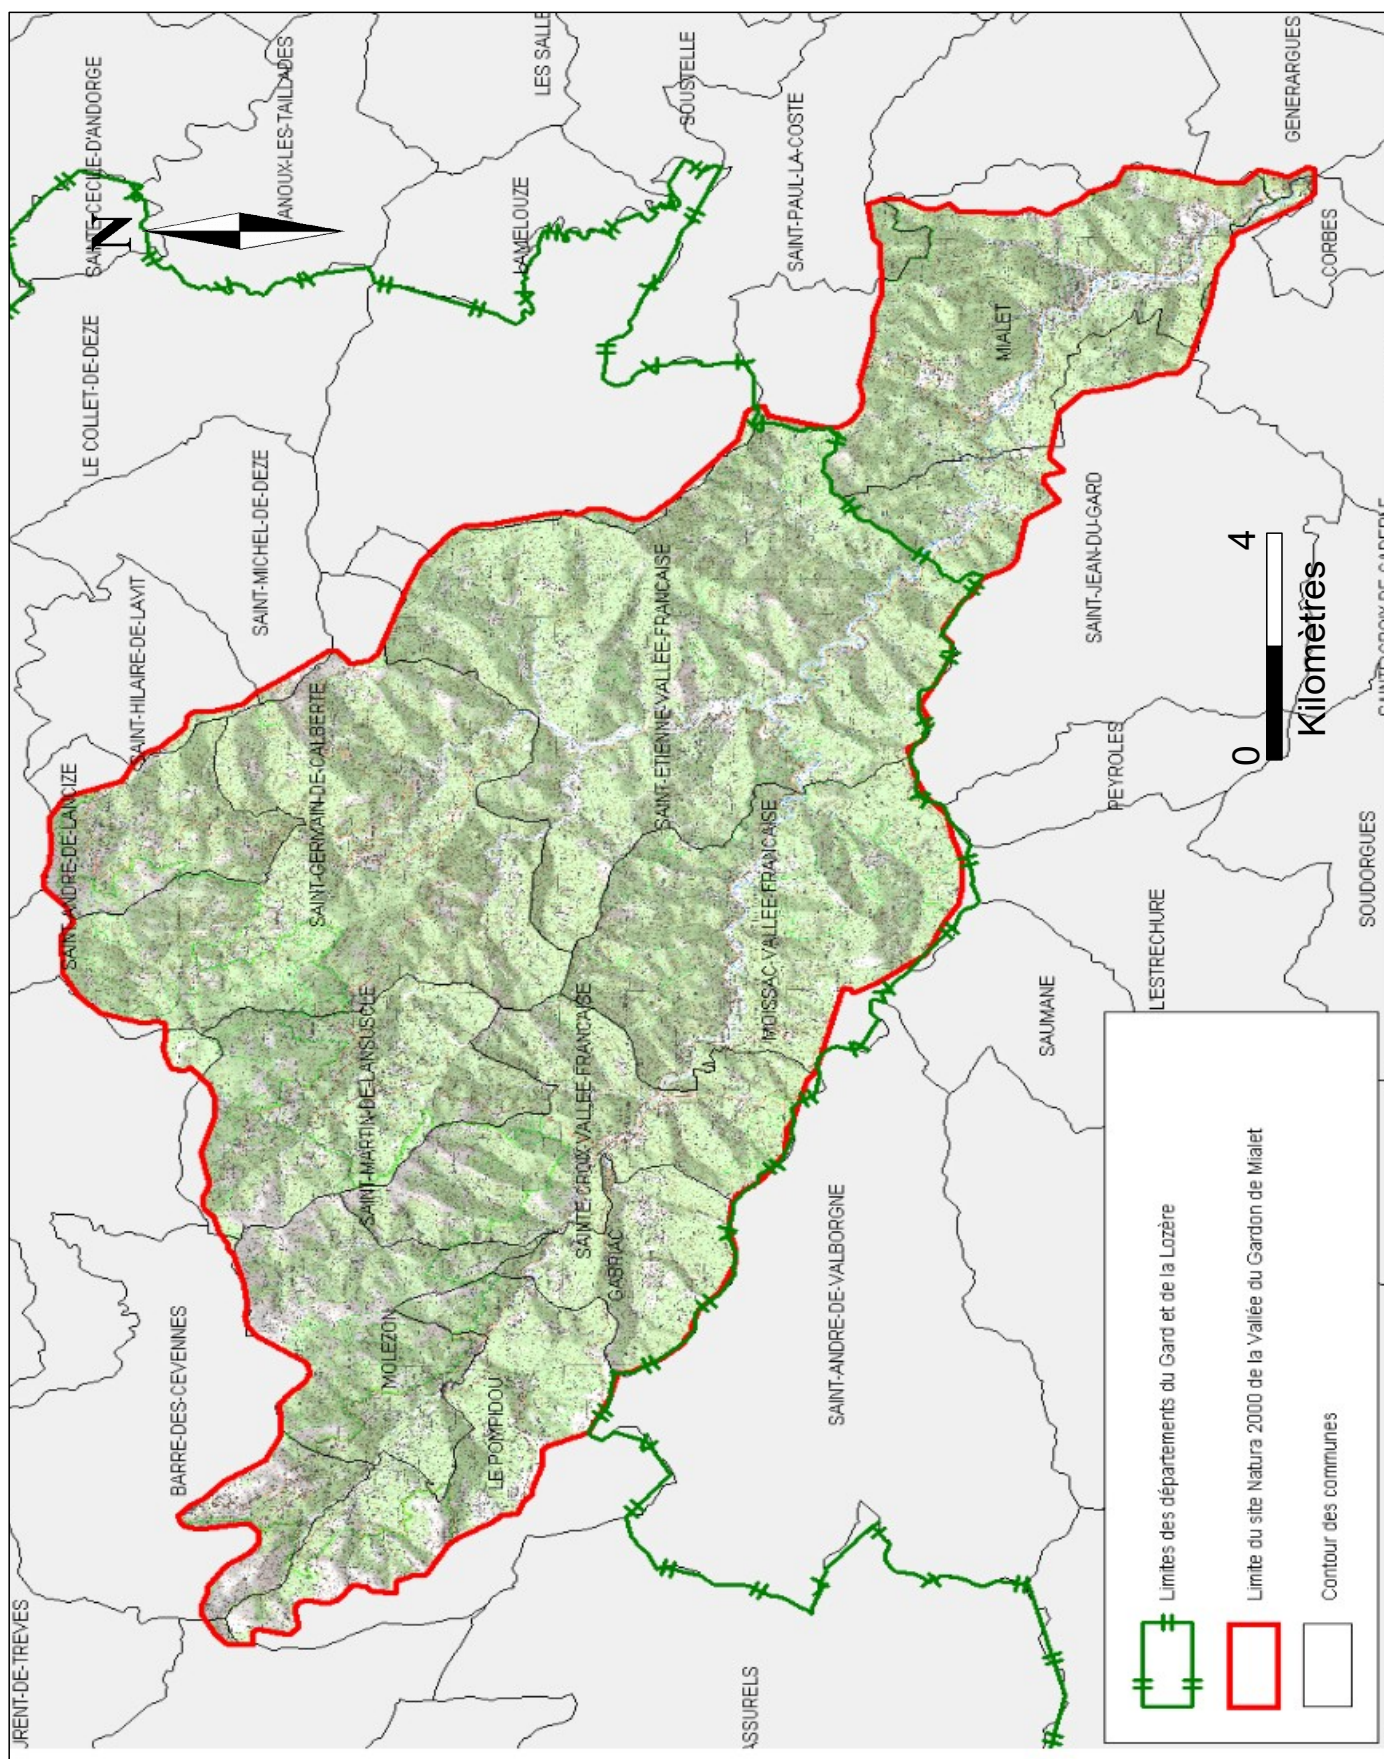 SAINTE-CECILE-D'ANDORGE
ANOUX-LES-TAILLADES
LES SALLE
SOUSTELLE
SAINT-PAUL-LA-COSTE
GENERARGUES
N
LAMELOUZE
CORBES
LE COLLET-DE-DEZE
MIALET
SAINT-MICHEL-DE-DEZE
SAINT-JEAN-DU-GARD
SAINT-HILAIRE-DE-LAVIT
SAINT-ETIENNE-VALLEE-FRANCAISE
SAINT-GERMAIN-DE-CALBERTE
SAINT-ANDRE-DE-LANCIZE
PEYROLES
0 4
Kilomètres
MOISSAC-VALLEE-FRANCAISE
SOUDORGUES
LESTRECHURE
SAUMANE
SAINT-MARTIN-DE-LANSUSCLE
SAINTE-CROIX-VALLEE-FRANCAISE
GABRIAC
SAINT-ANDRE-DE-VALBORGNE
BARRE-DES-CEVENNES
MOLEZON
LE POMPIDOU
URENT-DE-TREVES
ASSURELS
Limites des départements du Gard et de la Lozère
Limite du site Natura 2000 de la Vallée du Gardon de Mialet
Contour des communes